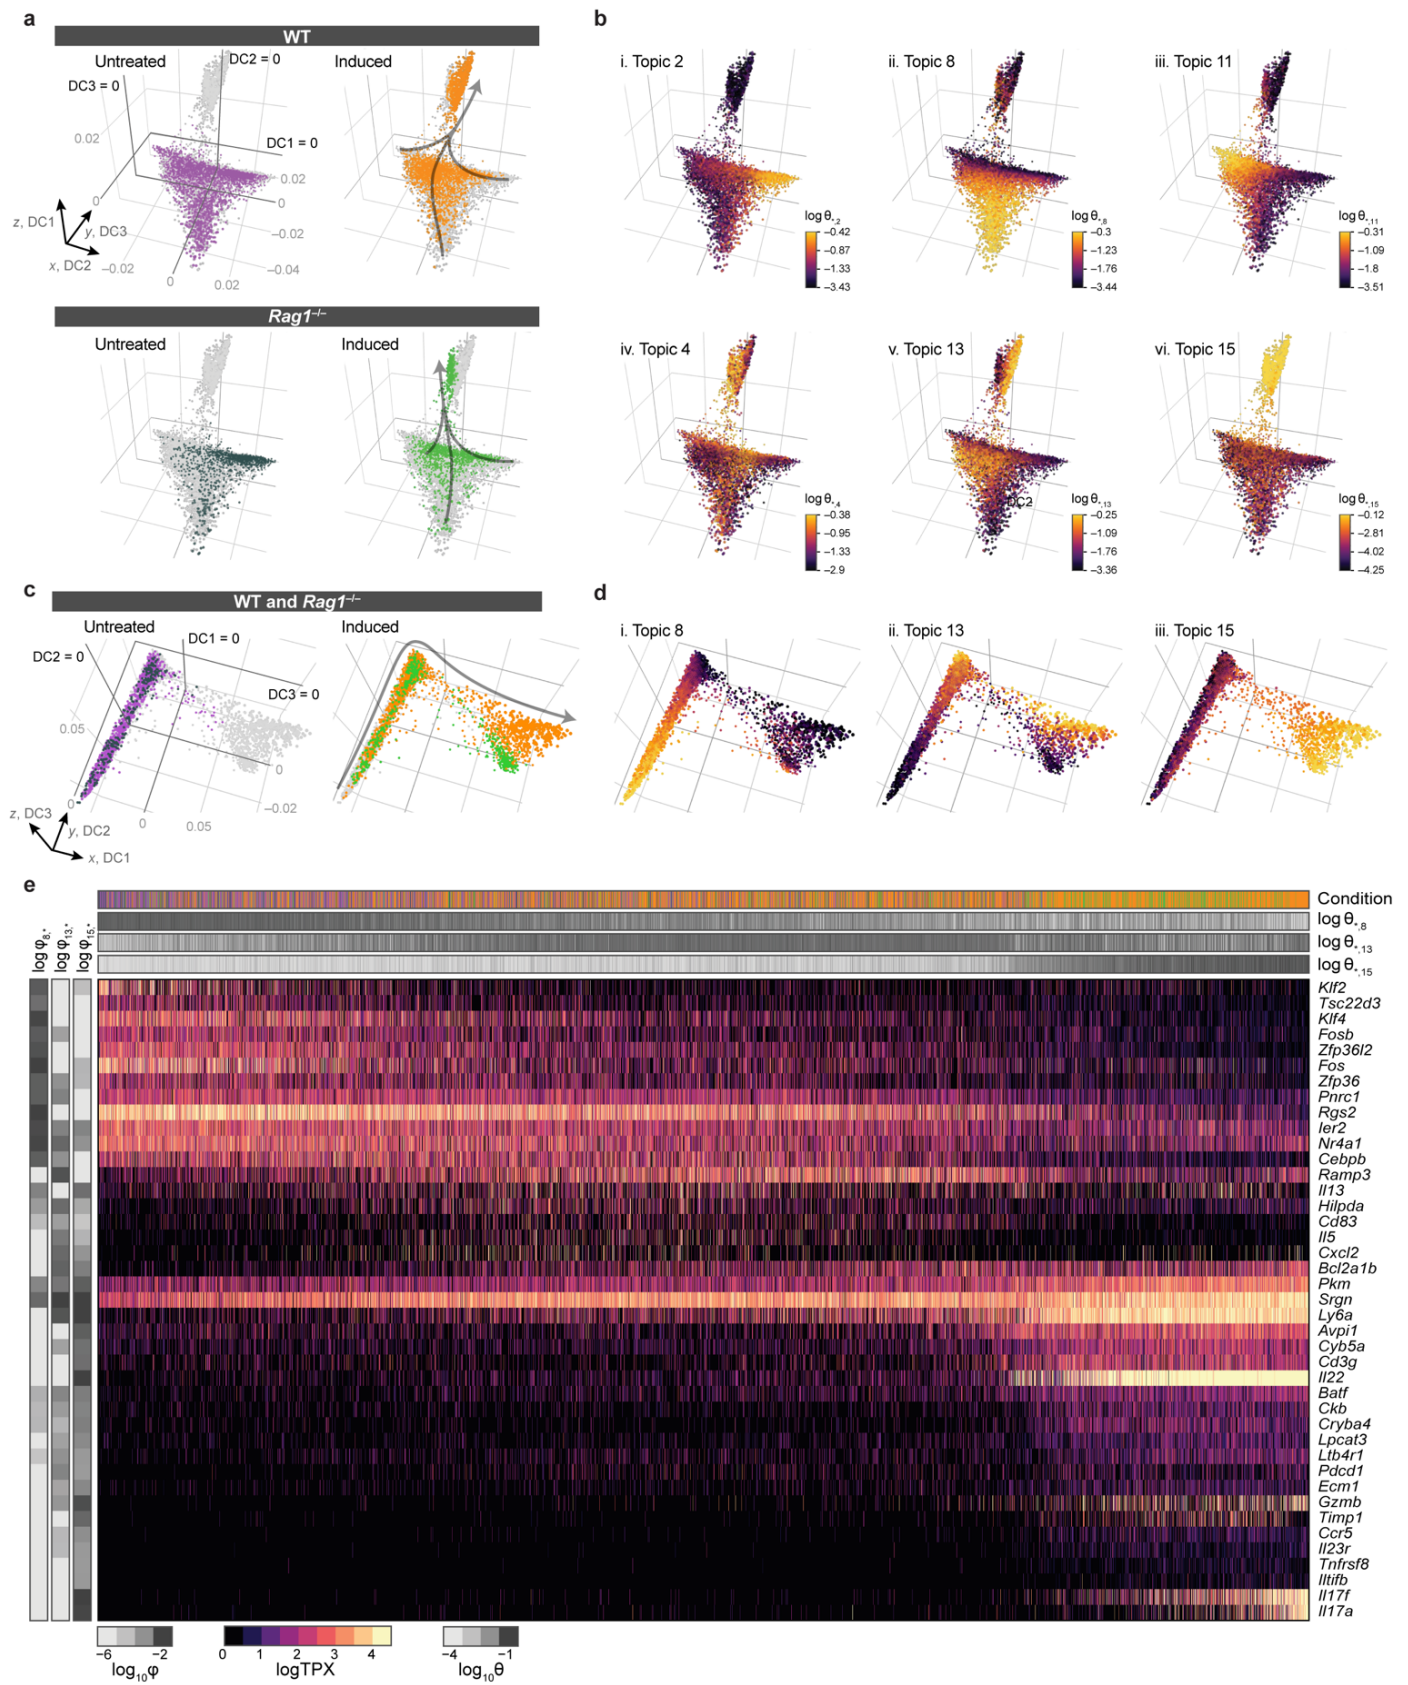 a
WT
Untreated
DC2 = 0
DC3 = 0
0.02
DC1 = 0
0.02
0
0
−0.02
−0.02
−0.04
0
0.02
z, DC1
y, DC3
x, DC2
Induced
Rag1–/–
Untreated
Induced
b
i. Topic 2
log θ*,2
−0.42
−0.87
−1.33
−3.43
ii. Topic 8
log θ*,8
−0.3
−1.23
−1.76
−3.44
iii. Topic 11
log θ*,11
−0.31
−1.09
−1.8
−3.51
iv. Topic 4
log θ*,4
−0.38
−0.95
−1.33
−2.9
v. Topic 13
DC2
log θ*,13
−0.25
−1.09
−1.76
−3.36
vi. Topic 15
log θ*,15
−0.12
−2.81
−4.02
−4.25
c
WT and Rag1–/–
Untreated
DC1 = 0
DC2 = 0
DC3 = 0
0.05
0
0
−0.02
0
0.05
z, DC3
y, DC2
x, DC1
Induced
d
i. Topic 8
ii. Topic 13
iii. Topic 15
e
Condition
log θ*,8
log θ*,13
log θ*,15
log φ8,*
log φ13,*
log φ15,*
Klf2
Tsc22d3
Klf4
Fosb
Zfp36l2
Fos
Zfp36
Pnrc1
Rgs2
Ier2
Nr4a1
Cebpb
Ramp3
Il13
Hilpda
Cd83
Il5
Cxcl2
Bcl2a1b
Pkm
Srgn
Ly6a
Avpi1
Cyb5a
Cd3g
Il22
Batf
Ckb
Cryba4
Lpcat3
Ltb4r1
Pdcd1
Ecm1
Gzmb
Timp1
Ccr5
Il23r
Tnfrsf8
Iltifb
Il17f
Il17a
−6 −2
log10φ
0 1 2 3 4
logTPX
−4 −1
log10θ